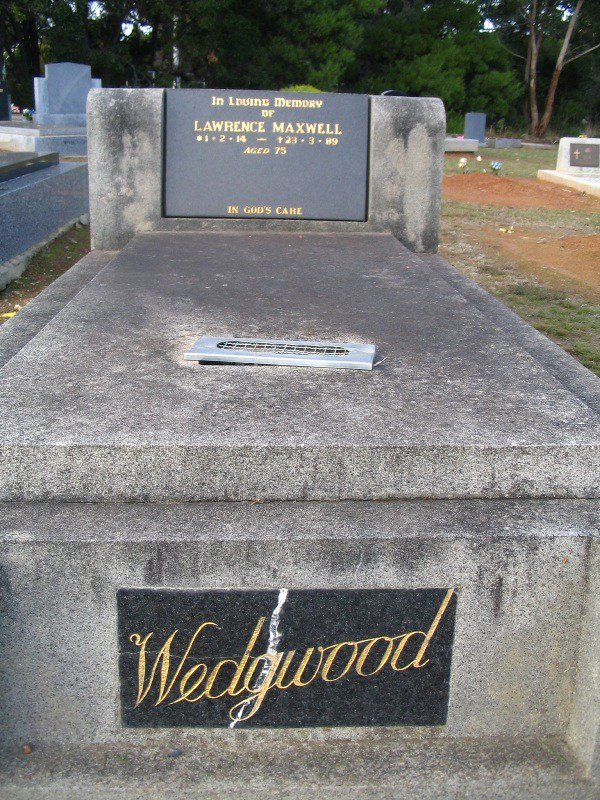 In Loving Memory
OF
LAWRENCE MAXWELL
*1·2·14 — †23·3·89
AGED 75
IN GOD'S CARE
Wedgwood